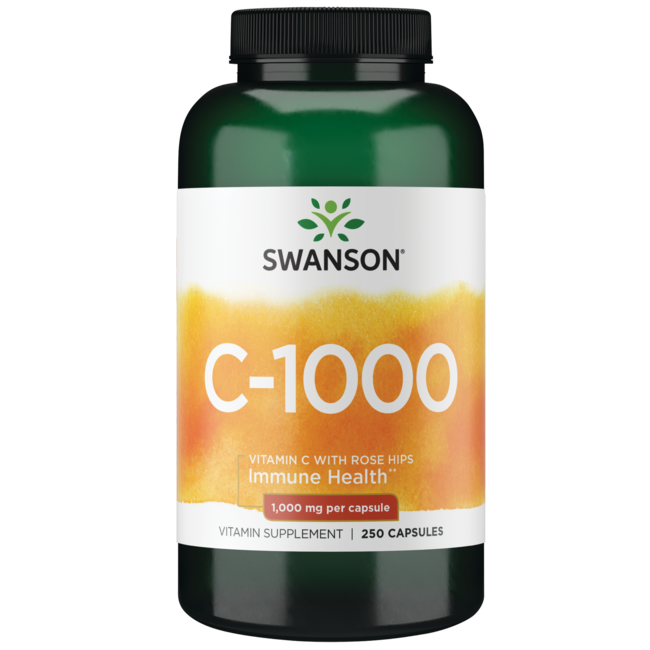 SWANSON®
C-1000
VITAMIN C WITH ROSE HIPS
Immune Health**
1,000 mg per capsule
VITAMIN SUPPLEMENT | 250 CAPSULES